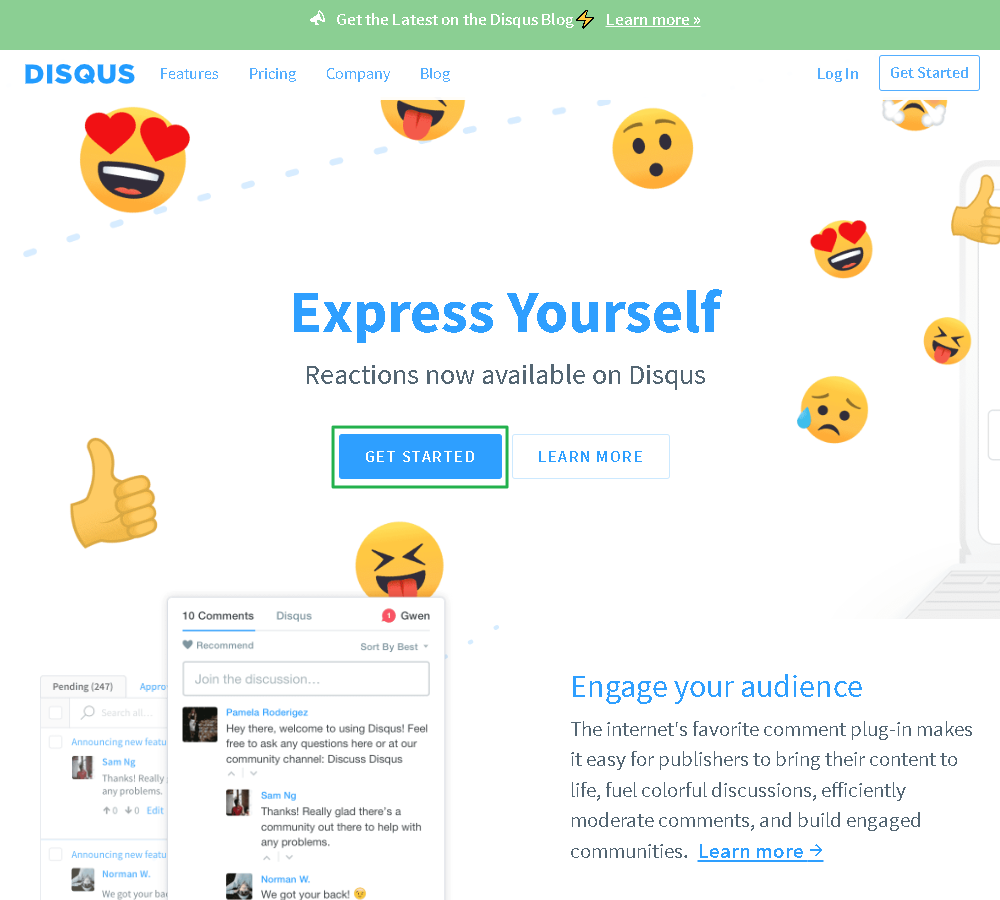 Get the Latest on the Disqus Blog⚡ Learn more »
DISQUS Features Pricing Company Blog Log In Get Started
Express Yourself
Reactions now available on Disqus
GET STARTED LEARN MORE
10 Comments Disqus 1 Gwen
Recommend Sort By Best
Join the discussion...
Pamela Roderigez
Hey there, welcome to using Disqus! Feel
free to ask any questions here or at our
community channel: Discuss Disqus
Sam Ng
Thanks! Really glad there's a
community out there to help with
any problems.
Norman W.
We got your back! 😉
Pending (247) Appro
Search all...
Announcing new featu
Sam Ng
Thanks! Really
any problems.
0 0 Edit
Announcing new featu
Norman W.
We got your ba
Engage your audience
The internet's favorite comment plug-in makes
it easy for publishers to bring their content to
life, fuel colorful discussions, efficiently
moderate comments, and build engaged
communities. Learn more →